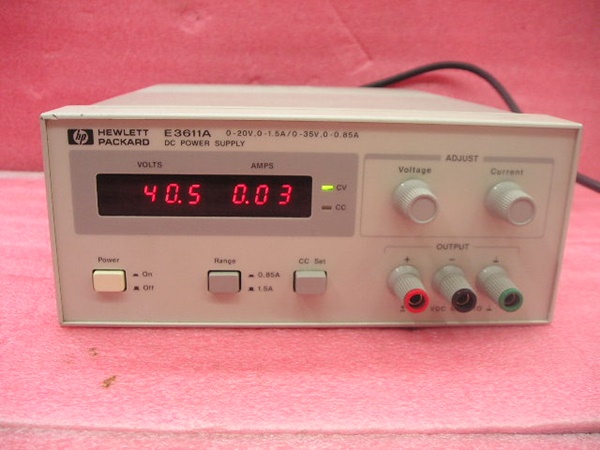 hp HEWLETT PACKARD
E3611A 0-20V,0-1.5A/0-35V,0-0.85A
DC POWER SUPPLY
VOLTS AMPS
40.5 0.03
CV
CC
ADJUST
Voltage Current
Power
On
Off
Range
0.85A
1.5A
CC Set
OUTPUT
+ −
VDC